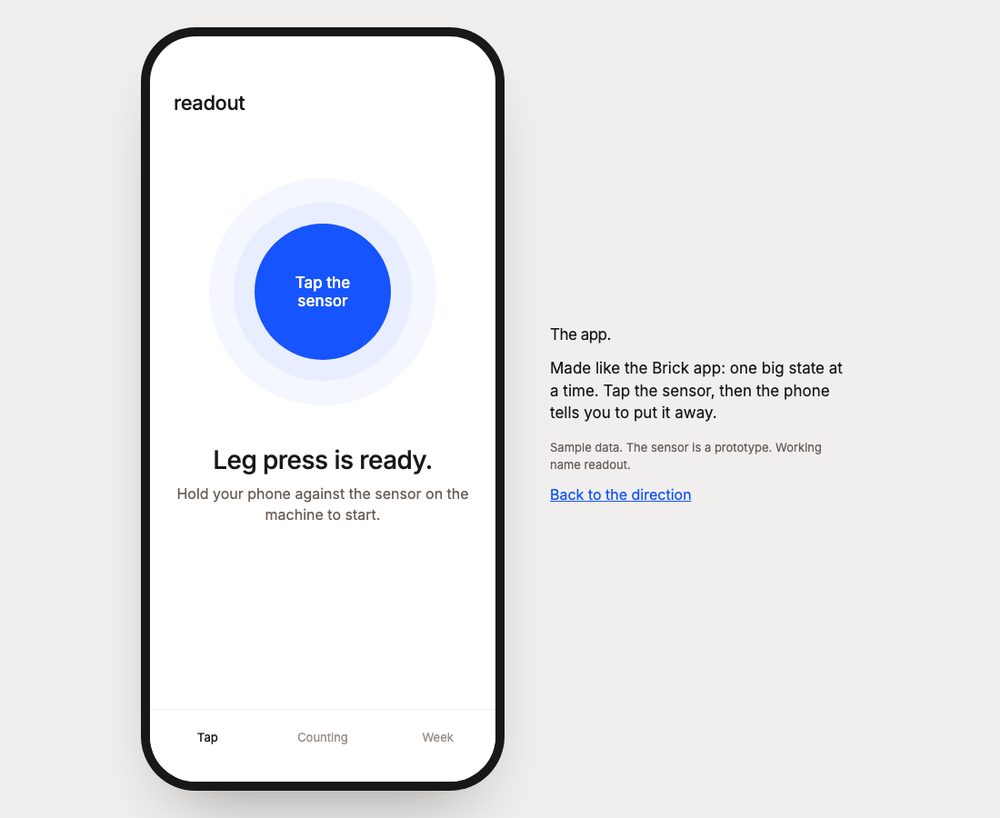 readout
Tap the
sensor
Leg press is ready.
Hold your phone against the sensor on the
machine to start.
Tap
Counting
Week
The app.
Made like the Brick app: one big state at
a time. Tap the sensor, then the phone
tells you to put it away.
Sample data. The sensor is a prototype. Working
name readout.
Back to the direction